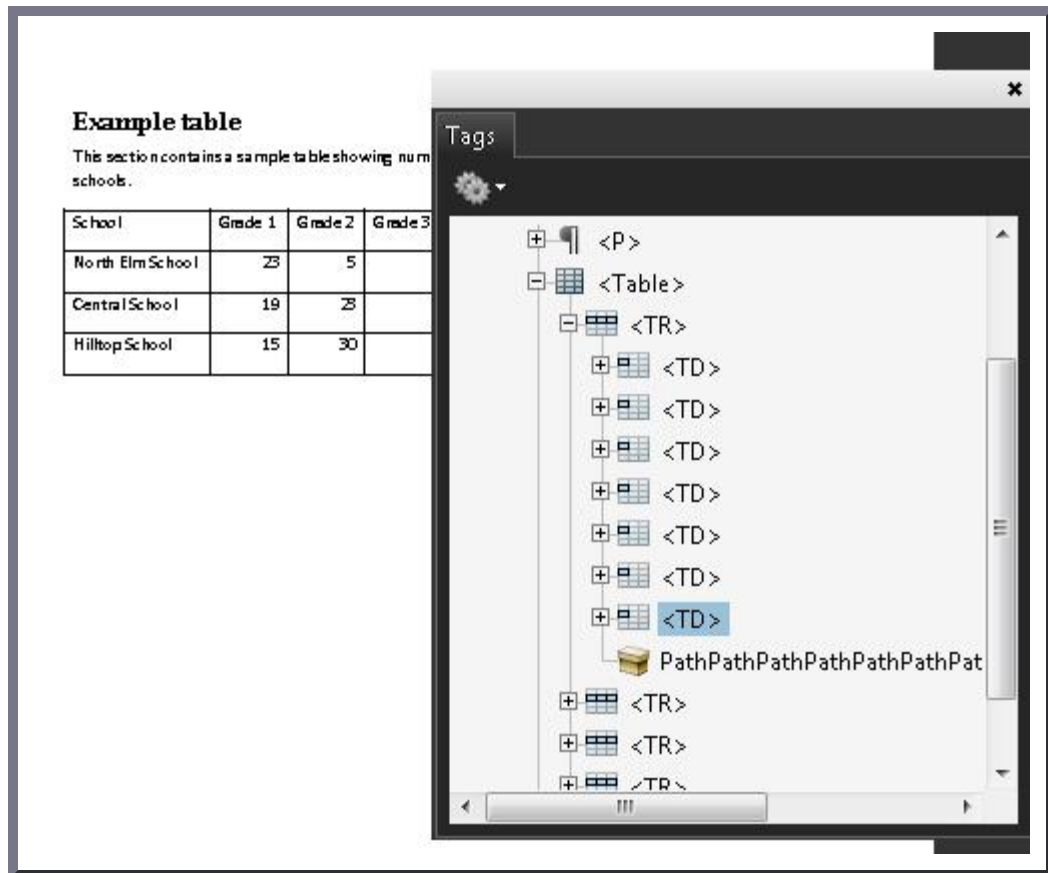 Example table
This section contains a sample table showing num
schools.
School Grade 1 Grade 2 Grade 3
North Elm School 23 5
Central School 19 23
Hilltop School 15 30
Tags
<P>
<Table>
<TR>
<TD>
<TD>
<TD>
<TD>
<TD>
<TD>
<TD>
PathPathPathPathPathPathPat
<TR>
<TR>
<TR>